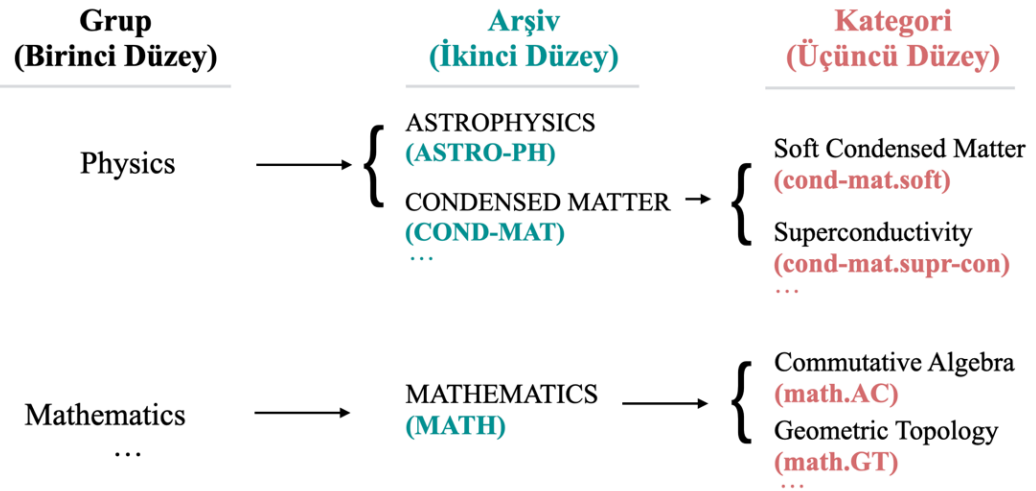 Grup
(Birinci Düzey)
Arşiv
(İkinci Düzey)
Kategori
(Üçüncü Düzey)
Physics
ASTROPHYSICS
(ASTRO-PH)
CONDENSED MATTER
(COND-MAT)
...
Soft Condensed Matter
(cond-mat.soft)
Superconductivity
(cond-mat.supr-con)
...
Mathematics
...
MATHEMATICS
(MATH)
Commutative Algebra
(math.AC)
Geometric Topology
(math.GT)
...